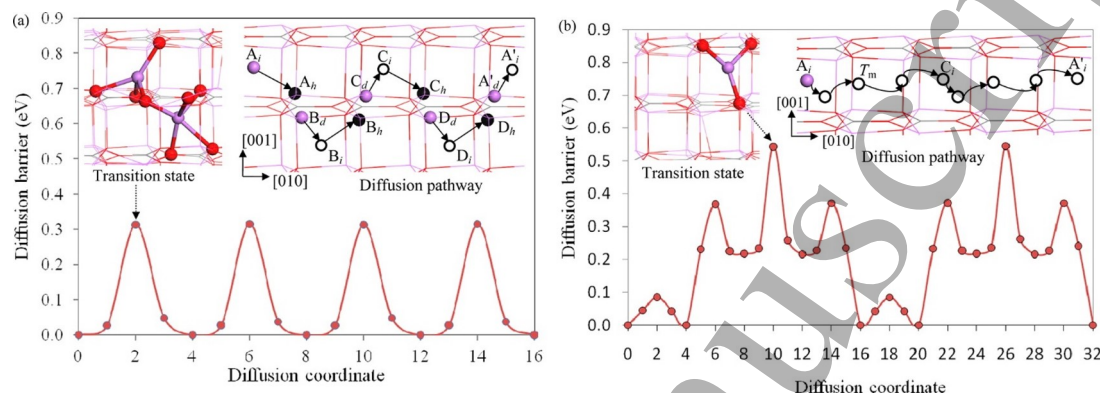 (a)
0.9
0.8
0.7
0.6
0.5
0.4
0.3
0.2
0.1
0.0
Diffusion barrier (eV)
A_i
A_h
B_d
B_i
B_h
C_d
C_i
C_h
D_d
D_i
D_h
A'_d
A'_i
[001]
[010]
Transition state
Diffusion pathway
0 2 4 6 8 10 12 14 16
Diffusion coordinate
(b)
0.9
0.8
0.7
0.6
0.5
0.4
0.3
0.2
0.1
0.0
Diffusion barrier (eV)
A_i
T_m
C_i
A'_i
[001]
[010]
Transition state
Diffusion pathway
0 2 4 6 8 10 12 14 16 18 20 22 24 26 28 30 32
Diffusion coordinate